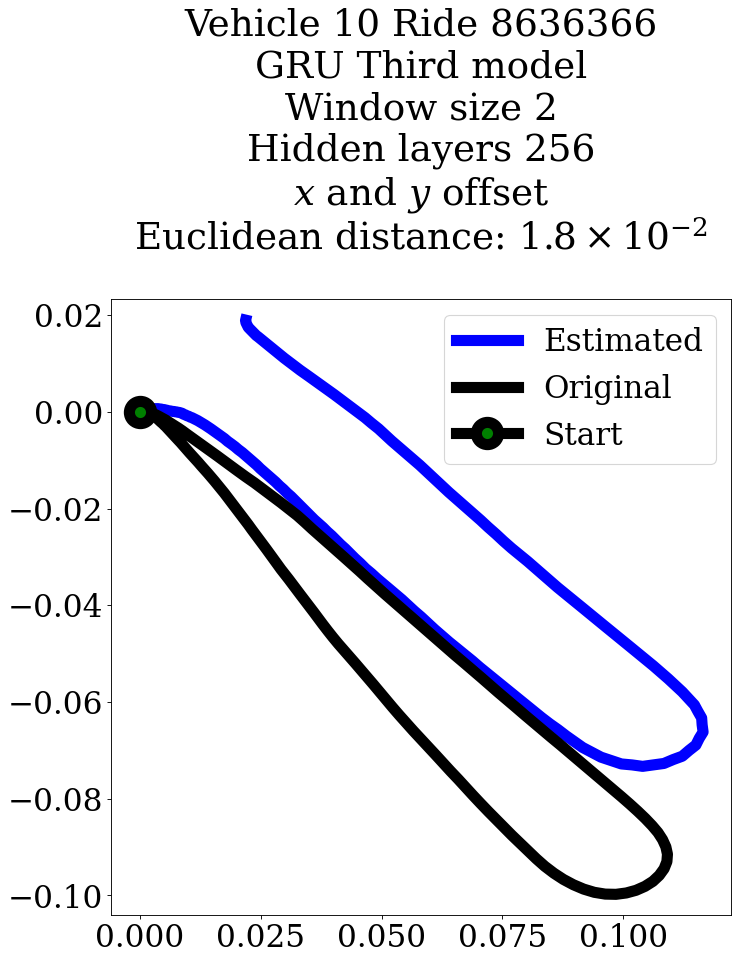 Vehicle 10 Ride 8636366
GRU Third model
Window size 2
Hidden layers 256
x and y offset
Euclidean distance: 1.8 × 10⁻²
Estimated
Original
Start
0.02
0.00
−0.02
−0.04
−0.06
−0.08
−0.10
0.000 0.025 0.050 0.075 0.100